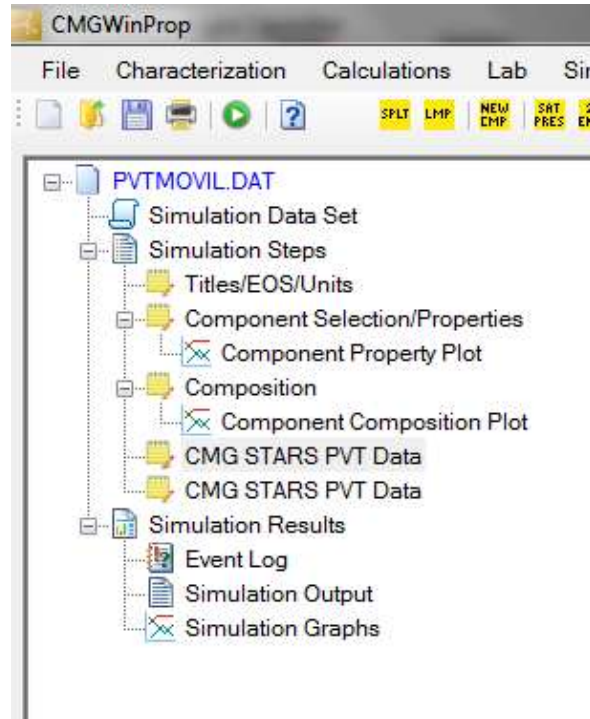 CMGWinProp
File Characterization Calculations Lab
SPLT LMP NEW CMP SAT PRES
PVTMOVIL.DAT
Simulation Data Set
Simulation Steps
Titles/EOS/Units
Component Selection/Properties
Component Property Plot
Composition
Component Composition Plot
CMG STARS PVT Data
CMG STARS PVT Data
Simulation Results
Event Log
Simulation Output
Simulation Graphs